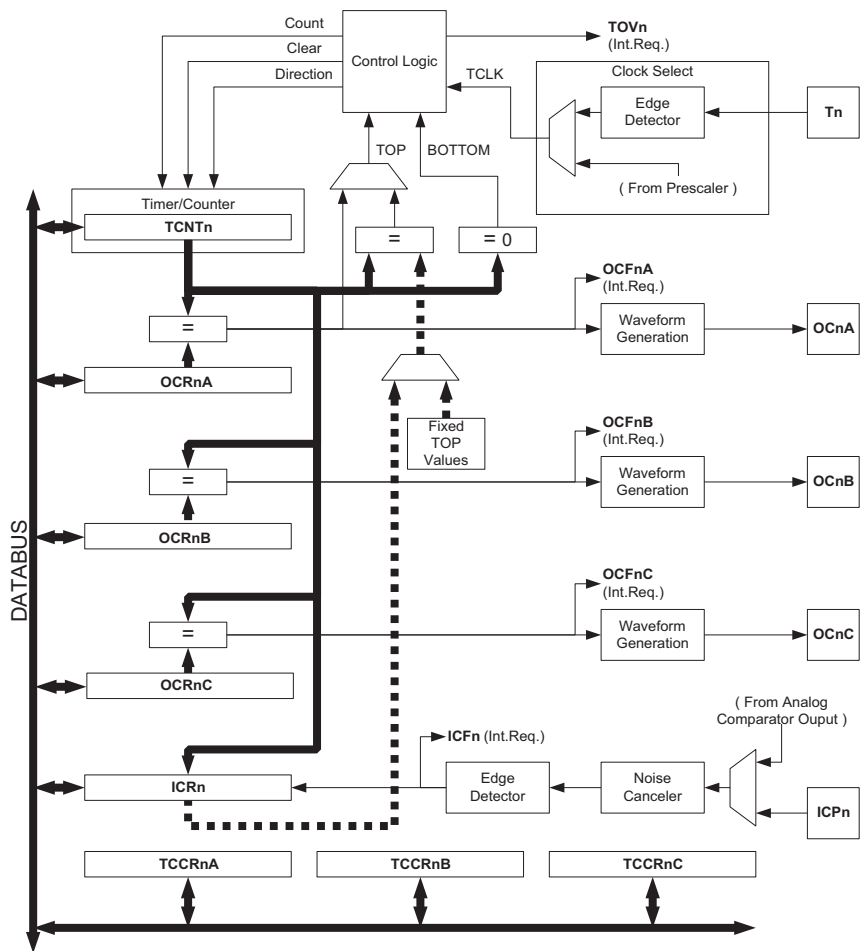 Count
TOVn
(Int.Req.)
Clear
Control Logic
Clock Select
Direction
TCLK
Edge
Detector
Tn
TOP
BOTTOM
( From Prescaler )
Timer/Counter
TCNTn
=
= 0
OCFnA
(Int.Req.)
=
Waveform
Generation
OCnA
OCRnA
Fixed
TOP
Values
OCFnB
(Int.Req.)
=
Waveform
Generation
OCnB
OCRnB
DATABUS
OCFnC
(Int.Req.)
=
Waveform
Generation
OCnC
OCRnC
( From Analog
Comparator Ouput )
ICFn (Int.Req.)
ICRn
Edge
Detector
Noise
Canceler
ICPn
TCCRnA
TCCRnB
TCCRnC